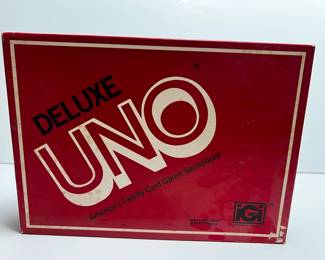 DELUXE
UNO
®
America's Family Card Game Sensation!
iGi